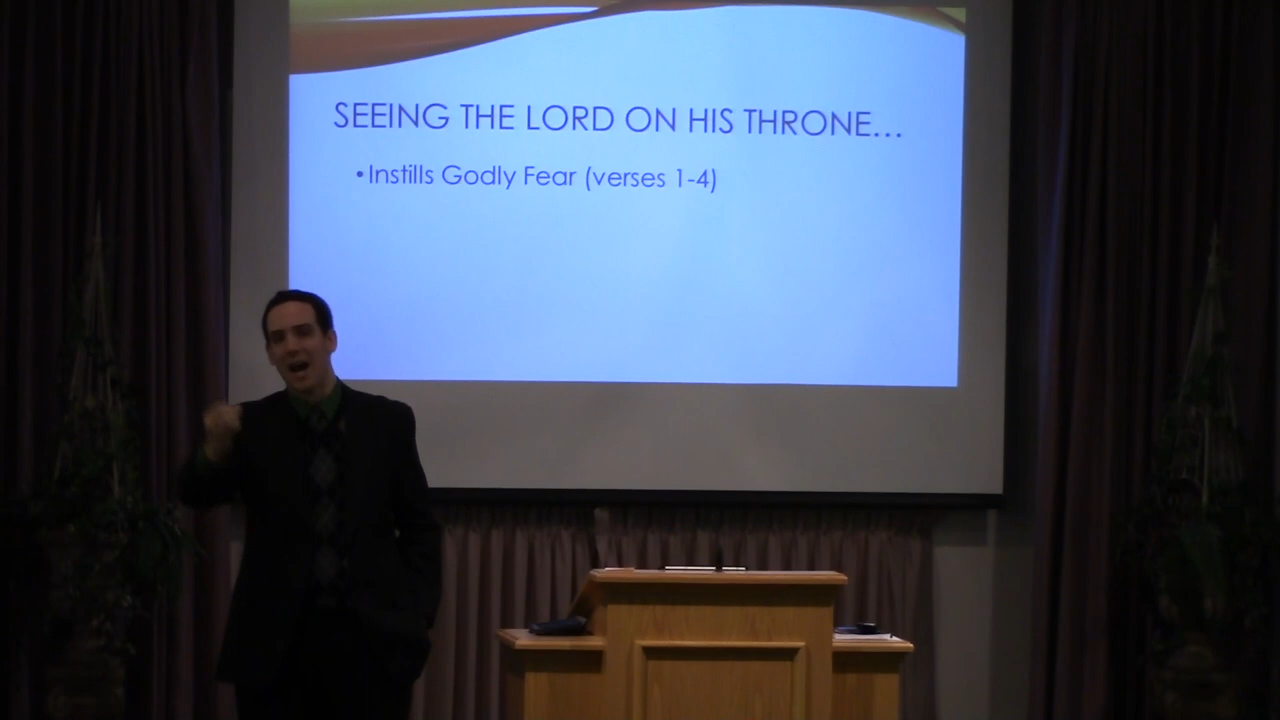 SEEING THE LORD ON HIS THRONE…
•Instills Godly Fear (verses 1-4)